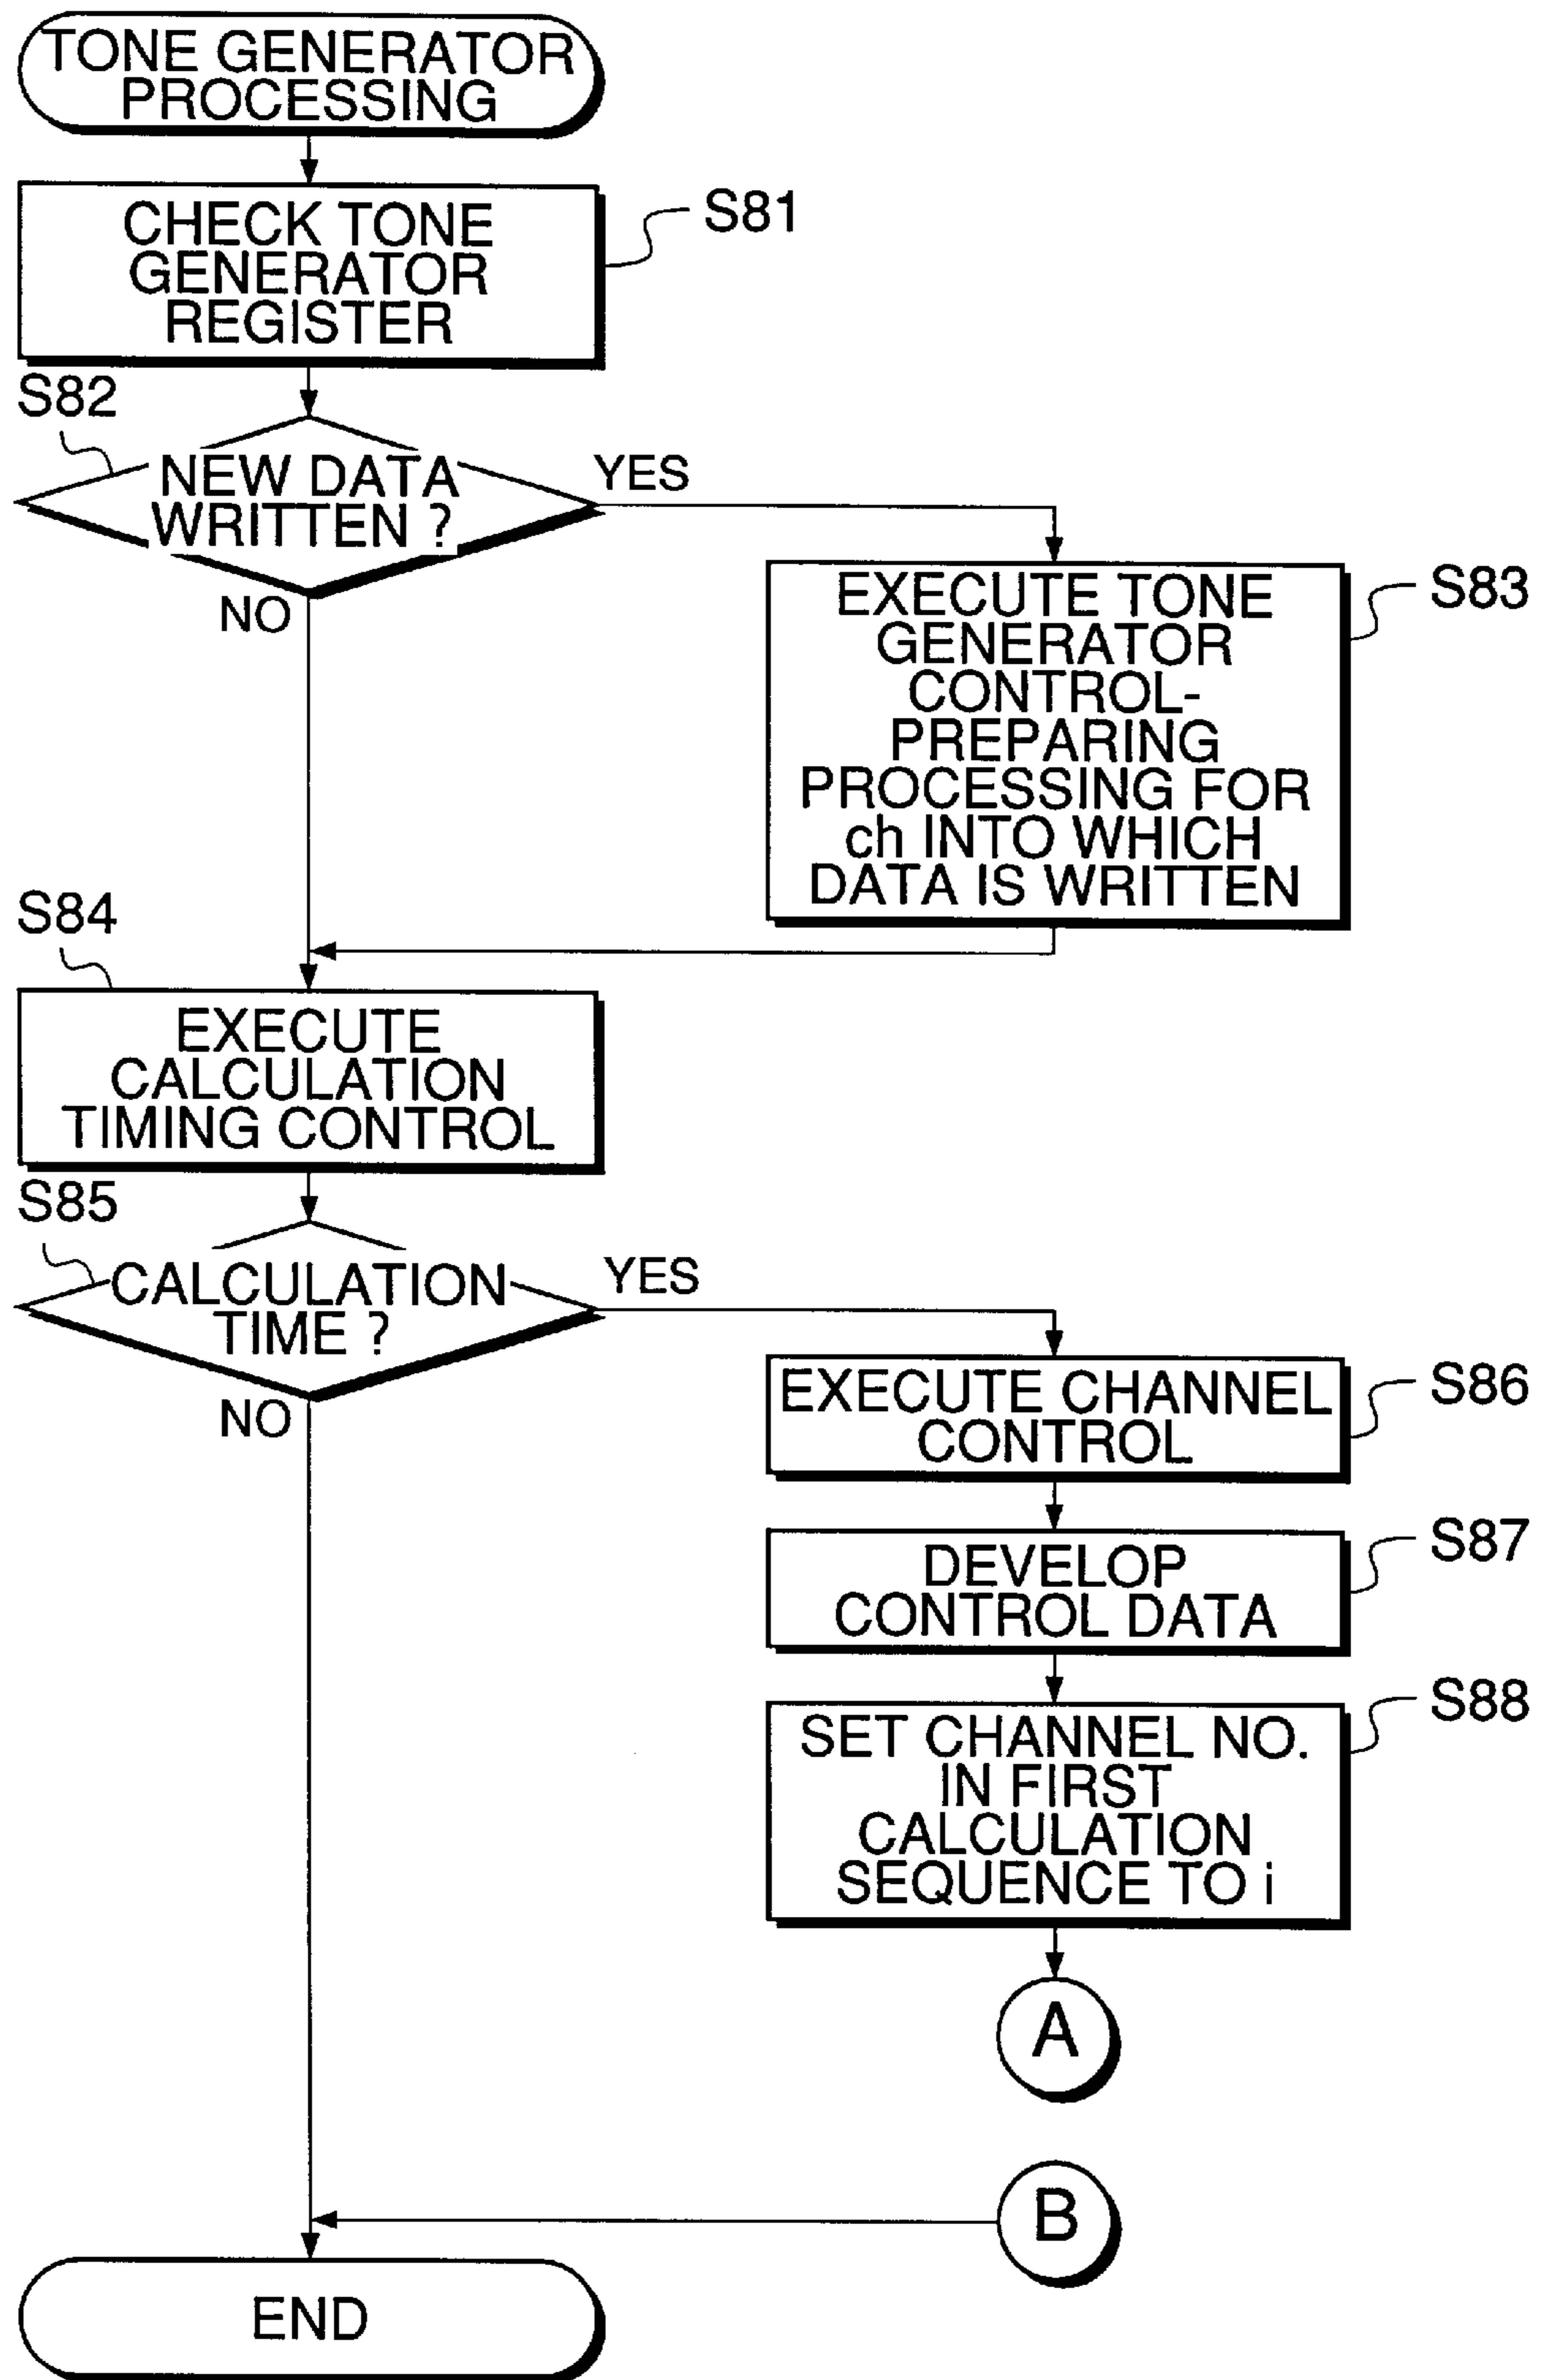 TONE GENERATOR
PROCESSING
CHECK TONE
GENERATOR
REGISTER
S81
S82
NEW DATA
WRITTEN ?
YES
NO
EXECUTE TONE
GENERATOR
CONTROL-
PREPARING
PROCESSING FOR
ch INTO WHICH
DATA IS WRITTEN
S83
S84
EXECUTE
CALCULATION
TIMING CONTROL
S85
CALCULATION
TIME ?
YES
NO
EXECUTE CHANNEL
CONTROL
S86
DEVELOP
CONTROL DATA
S87
SET CHANNEL NO.
IN FIRST
CALCULATION
SEQUENCE TO i
S88
A
B
END